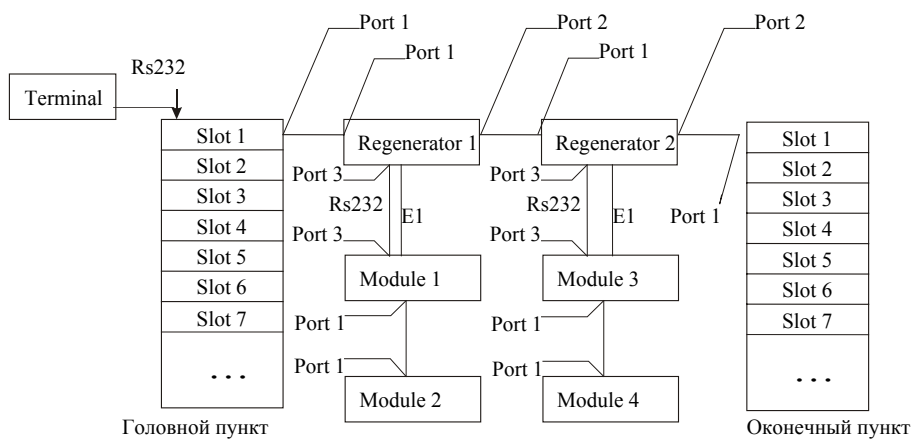 Port 1
Port 2
Port 2
Port 1
Port 1
Rs232
Terminal
Slot 1
Slot 2
Slot 3
Slot 4
Slot 5
Slot 6
Slot 7
...
Головной пункт
Regenerator 1
Port 3
Rs232
E1
Port 3
Module 1
Port 1
Port 1
Module 2
Regenerator 2
Port 3
Rs232
E1
Port 3
Module 3
Port 1
Port 1
Module 4
Port 1
Slot 1
Slot 2
Slot 3
Slot 4
Slot 5
Slot 6
Slot 7
...
Оконечный пункт